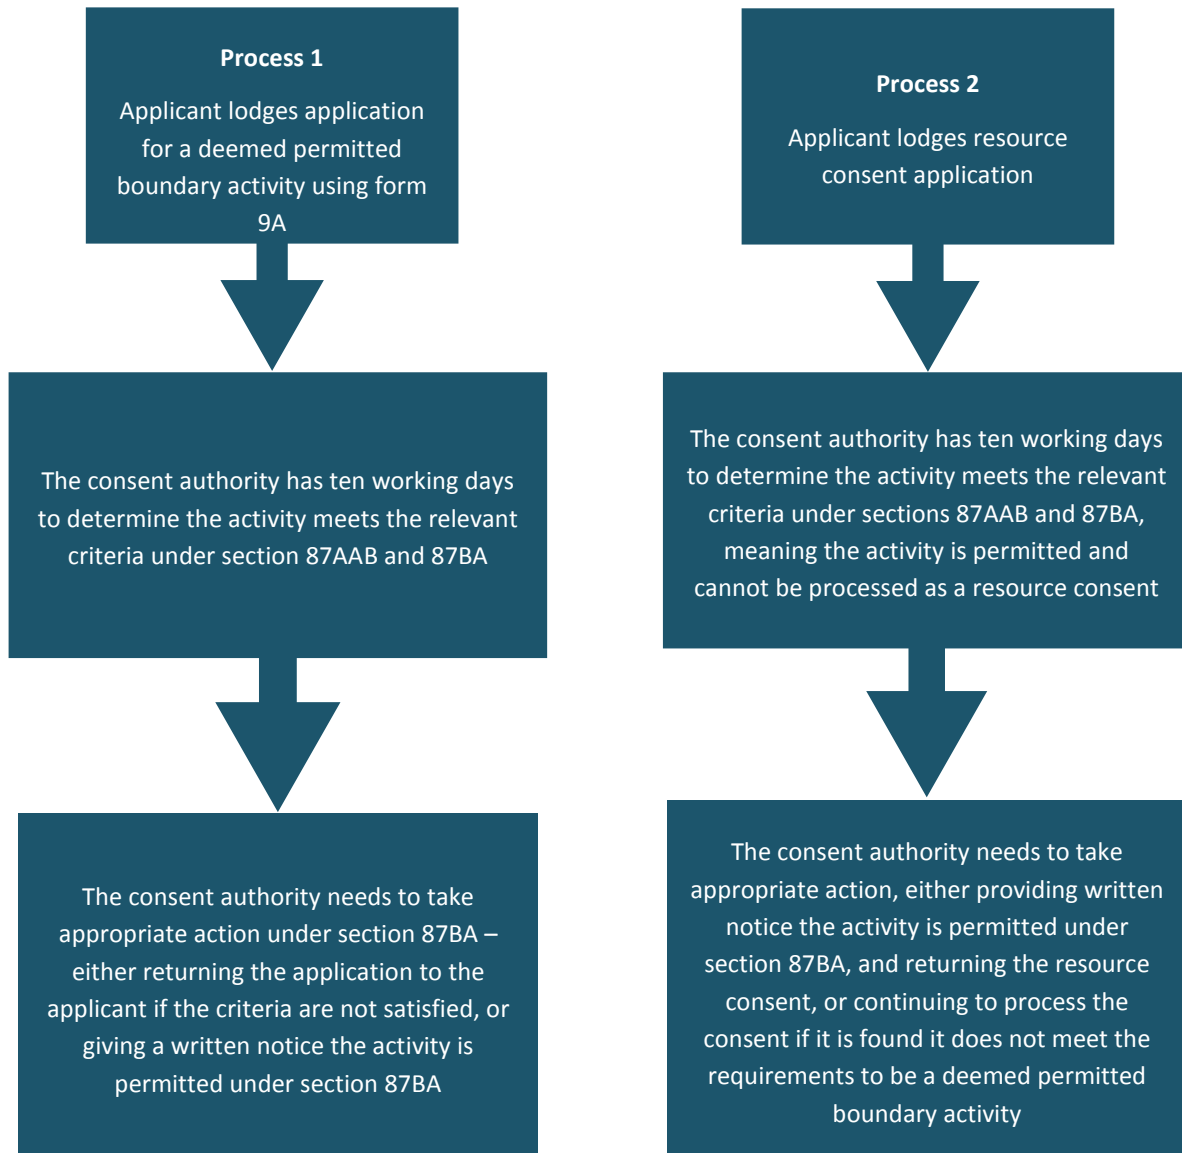 Process 1
Applicant lodges application
for a deemed permitted
boundary activity using form
9A
The consent authority has ten working days
to determine the activity meets the relevant
criteria under section 87AAB and 87BA
The consent authority needs to take
appropriate action under section 87BA –
either returning the application to the
applicant if the criteria are not satisfied, or
giving a written notice the activity is
permitted under section 87BA
Process 2
Applicant lodges resource
consent application
The consent authority has ten working days
to determine the activity meets the relevant
criteria under sections 87AAB and 87BA,
meaning the activity is permitted and
cannot be processed as a resource consent
The consent authority needs to take
appropriate action, either providing written
notice the activity is permitted under
section 87BA, and returning the resource
consent, or continuing to process the
consent if it is found it does not meet the
requirements to be a deemed permitted
boundary activity